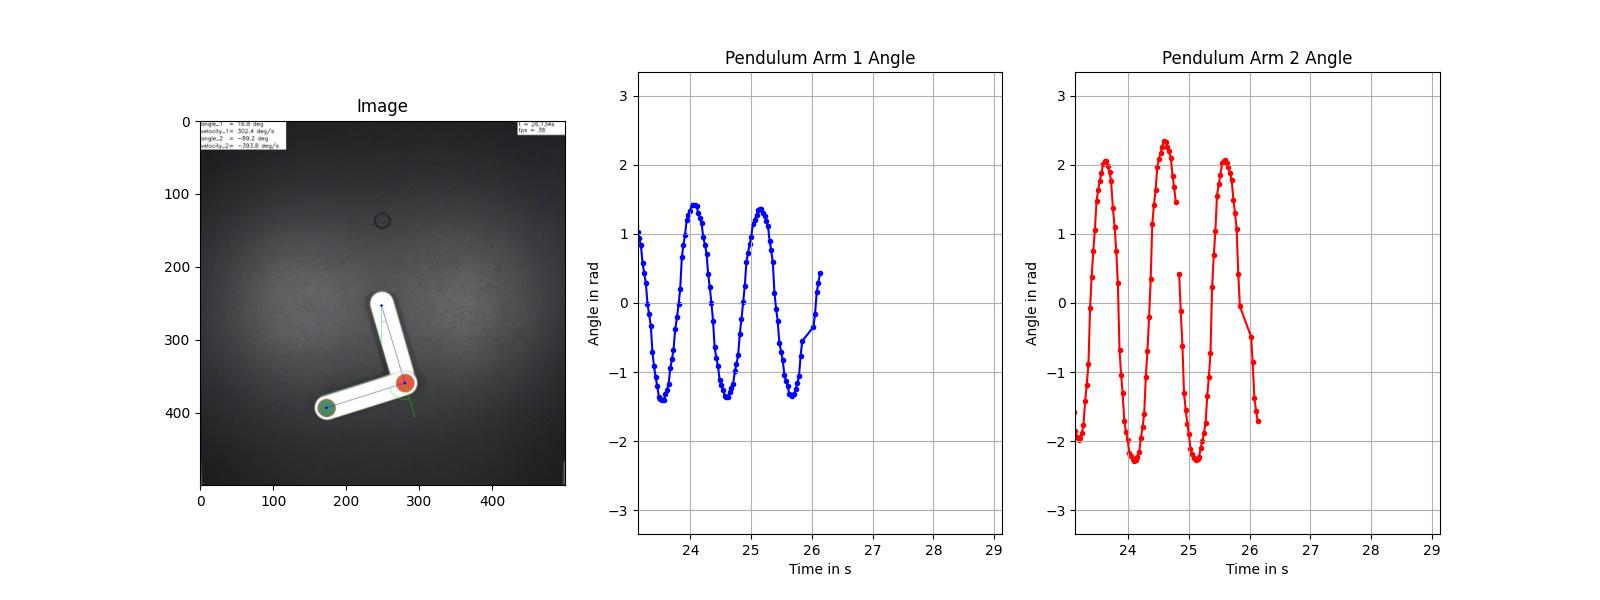 Image
angle_1 = 16.8 deg
velocity_1= 302.4 deg/s
angle_2 = -89.2 deg
velocity_2= -393.8 deg/s
t = 26.134s
fps = 38
0
100
200
300
400
0 100 200 300 400
Pendulum Arm 1 Angle
Angle in rad
3
2
1
0
−1
−2
−3
24 25 26 27 28 29
Time in s
Pendulum Arm 2 Angle
Angle in rad
3
2
1
0
−1
−2
−3
24 25 26 27 28 29
Time in s